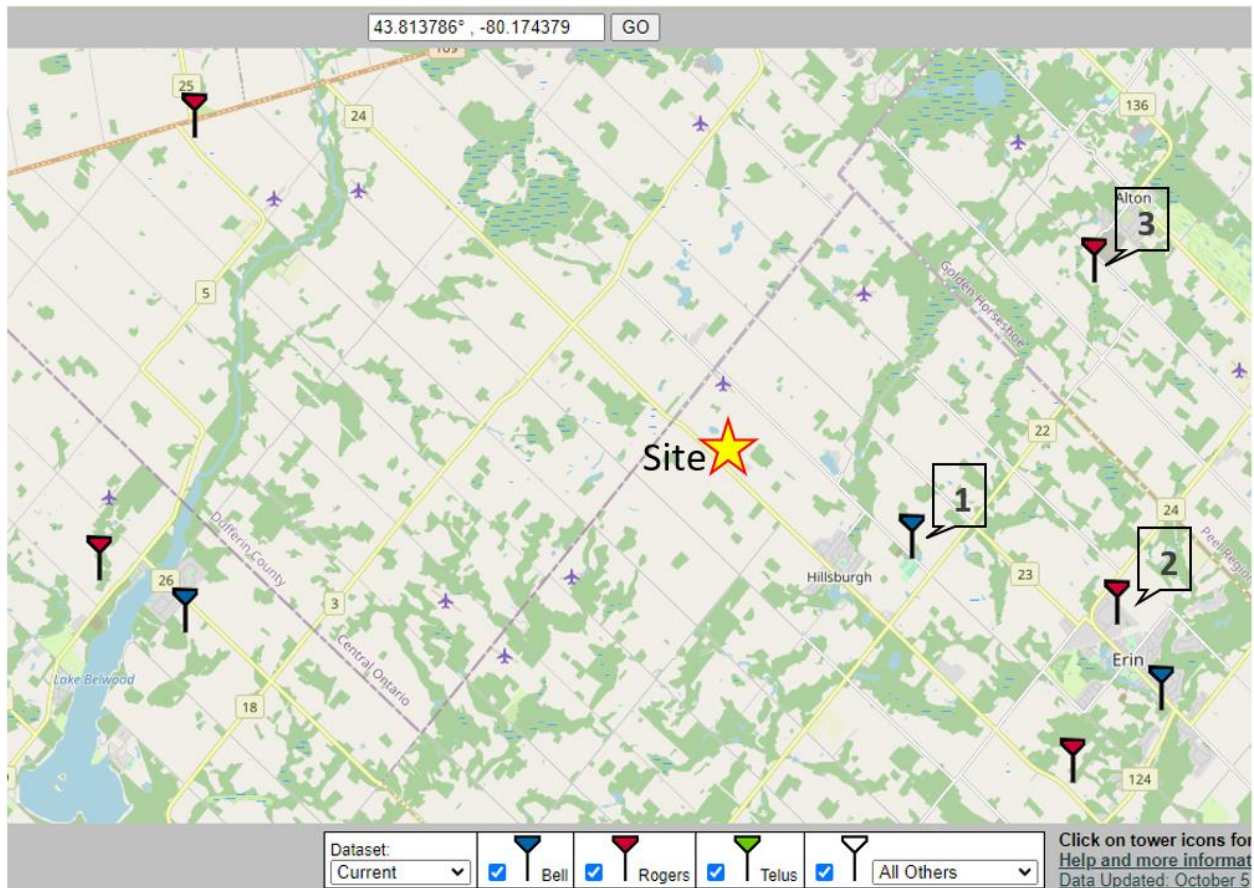 43.813786° , -80.174379 GO
109
25
24
136
Alton
3
5
Golden Horseshoe
22
Site
1
24
Dufferin County
26
Hillsburgh
23
2
3
Erin
Central Ontario
Lake Belwood
18
124
Dataset:
Current
Bell
Rogers
Telus
All Others
Click on tower icons for
Help and more informat
Data Updated: October 5